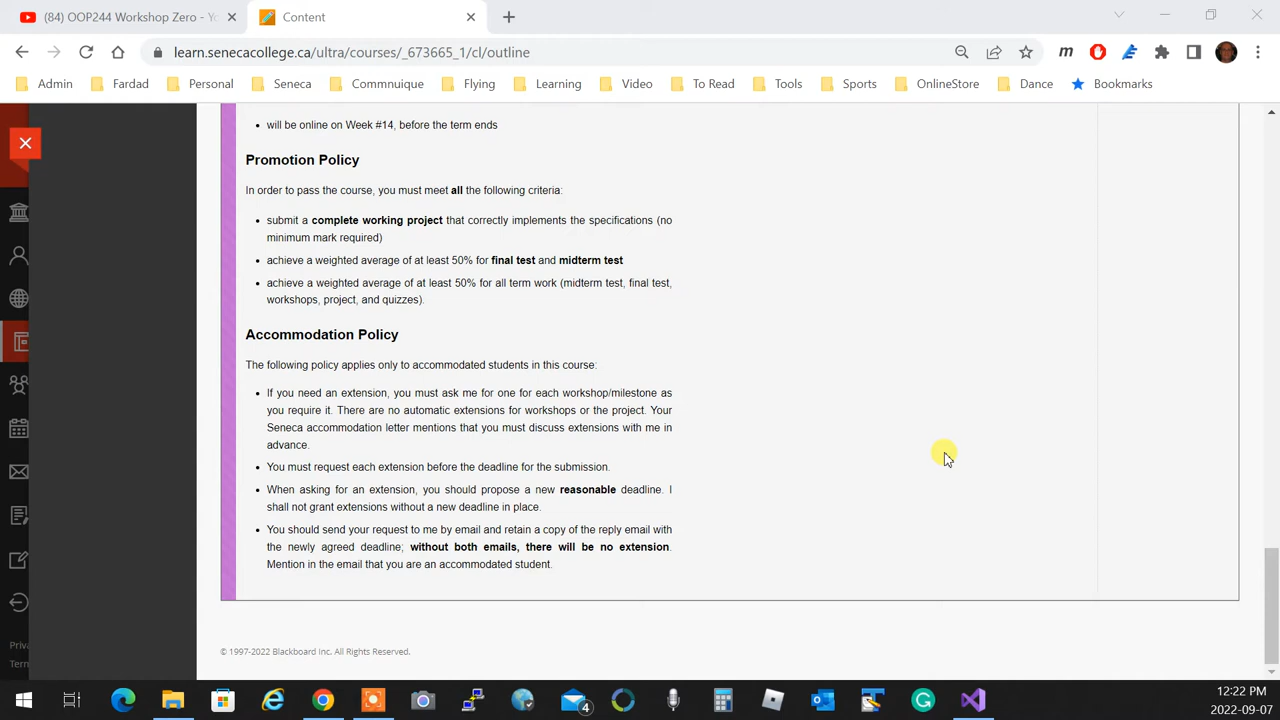 (84) OOP244 Workshop Zero - Yo
Content
learn.senecacollege.ca/ultra/courses/_673665_1/cl/outline
Admin
Fardad
Personal
Seneca
Commnuique
Flying
Learning
Video
To Read
Tools
Sports
OnlineStore
Dance
Bookmarks
• will be online on Week #14, before the term ends
Promotion Policy
In order to pass the course, you must meet all the following criteria:
• submit a complete working project that correctly implements the specifications (no
minimum mark required)
• achieve a weighted average of at least 50% for final test and midterm test
• achieve a weighted average of at least 50% for all term work (midterm test, final test,
workshops, project, and quizzes).
Accommodation Policy
The following policy applies only to accommodated students in this course:
• If you need an extension, you must ask me for one for each workshop/milestone as
you require it. There are no automatic extensions for workshops or the project. Your
Seneca accommodation letter mentions that you must discuss extensions with me in
advance.
• You must request each extension before the deadline for the submission.
• When asking for an extension, you should propose a new reasonable deadline. I
shall not grant extensions without a new deadline in place.
• You should send your request to me by email and retain a copy of the reply email with
the newly agreed deadline; without both emails, there will be no extension.
Mention in the email that you are an accommodated student.
Priva
Term
© 1997-2022 Blackboard Inc. All Rights Reserved.
4
12:22 PM
2022-09-07